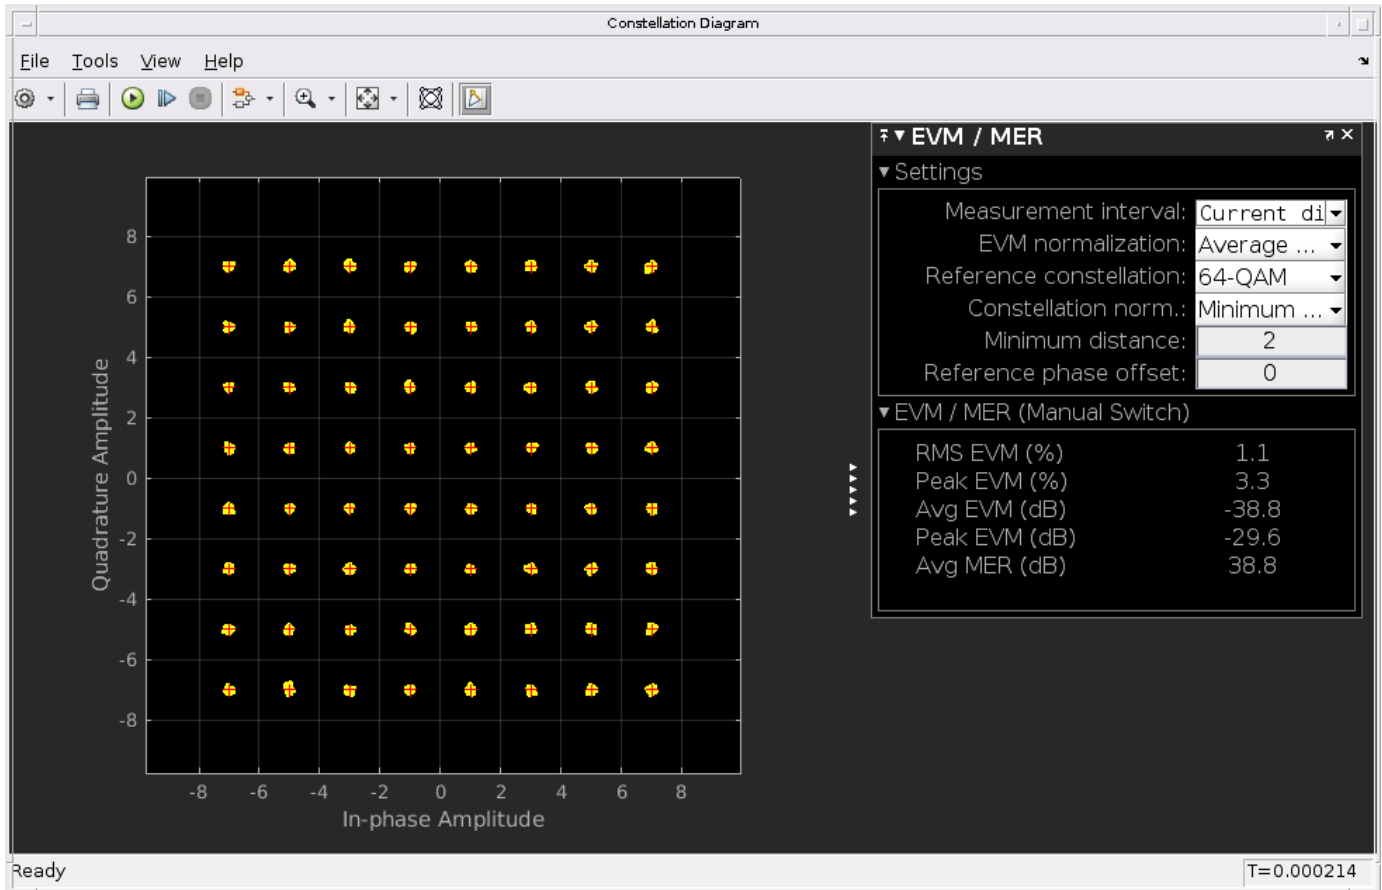 Constellation Diagram
File Tools View Help
EVM / MER
Settings
Measurement interval: Current di
EVM normalization: Average ...
Reference constellation: 64-QAM
Constellation norm.: Minimum ...
Minimum distance: 2
Reference phase offset: 0
EVM / MER (Manual Switch)
RMS EVM (%) 1.1
Peak EVM (%) 3.3
Avg EVM (dB) -38.8
Peak EVM (dB) -29.6
Avg MER (dB) 38.8
Quadrature Amplitude
8
6
4
2
0
-2
-4
-6
-8
-8 -6 -4 -2 0 2 4 6 8
In-phase Amplitude
Ready T=0.000214